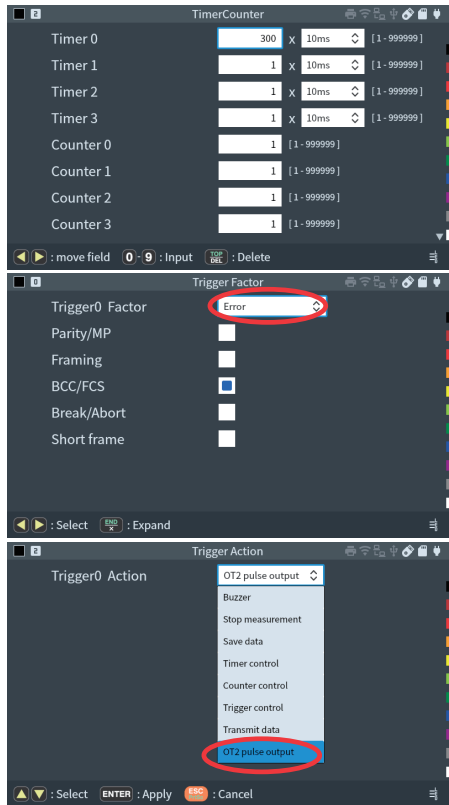 2 TimerCounter
Timer 0 300 x 10ms [1-999999]
Timer 1 1 x 10ms [1-999999]
Timer 2 1 x 10ms [1-999999]
Timer 3 1 x 10ms [1-999999]
Counter 0 1 [1-999999]
Counter 1 1 [1-999999]
Counter 2 1 [1-999999]
Counter 3 1 [1-999999]
: move field 0 - 9 : Input TOP DEL : Delete
0 Trigger Factor
Trigger0 Factor Error
Parity/MP
Framing
BCC/FCS
Break/Abort
Short frame
: Select END X : Expand
2 Trigger Action
Trigger0 Action OT2 pulse output
Buzzer
Stop measurement
Save data
Timer control
Counter control
Trigger control
Transmit data
OT2 pulse output
: Select ENTER : Apply ESC : Cancel